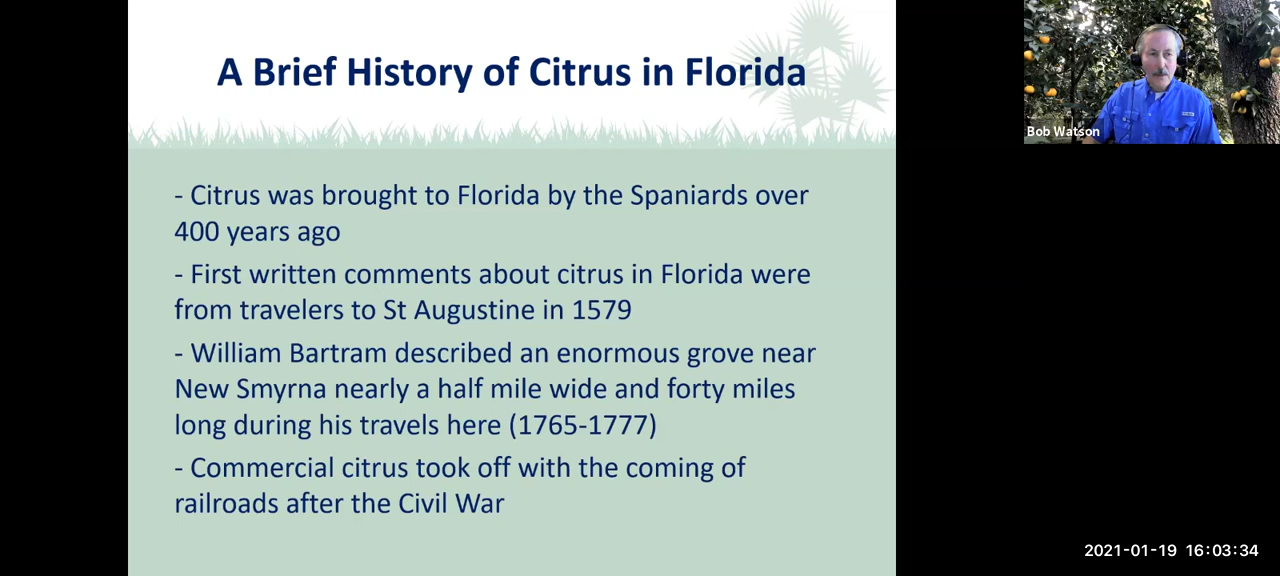 A Brief History of Citrus in Florida
- Citrus was brought to Florida by the Spaniards over
400 years ago
- First written comments about citrus in Florida were
from travelers to St Augustine in 1579
- William Bartram described an enormous grove near
New Smyrna nearly a half mile wide and forty miles
long during his travels here (1765-1777)
- Commercial citrus took off with the coming of
railroads after the Civil War
Bob Watson
2021-01-19 16:03:34